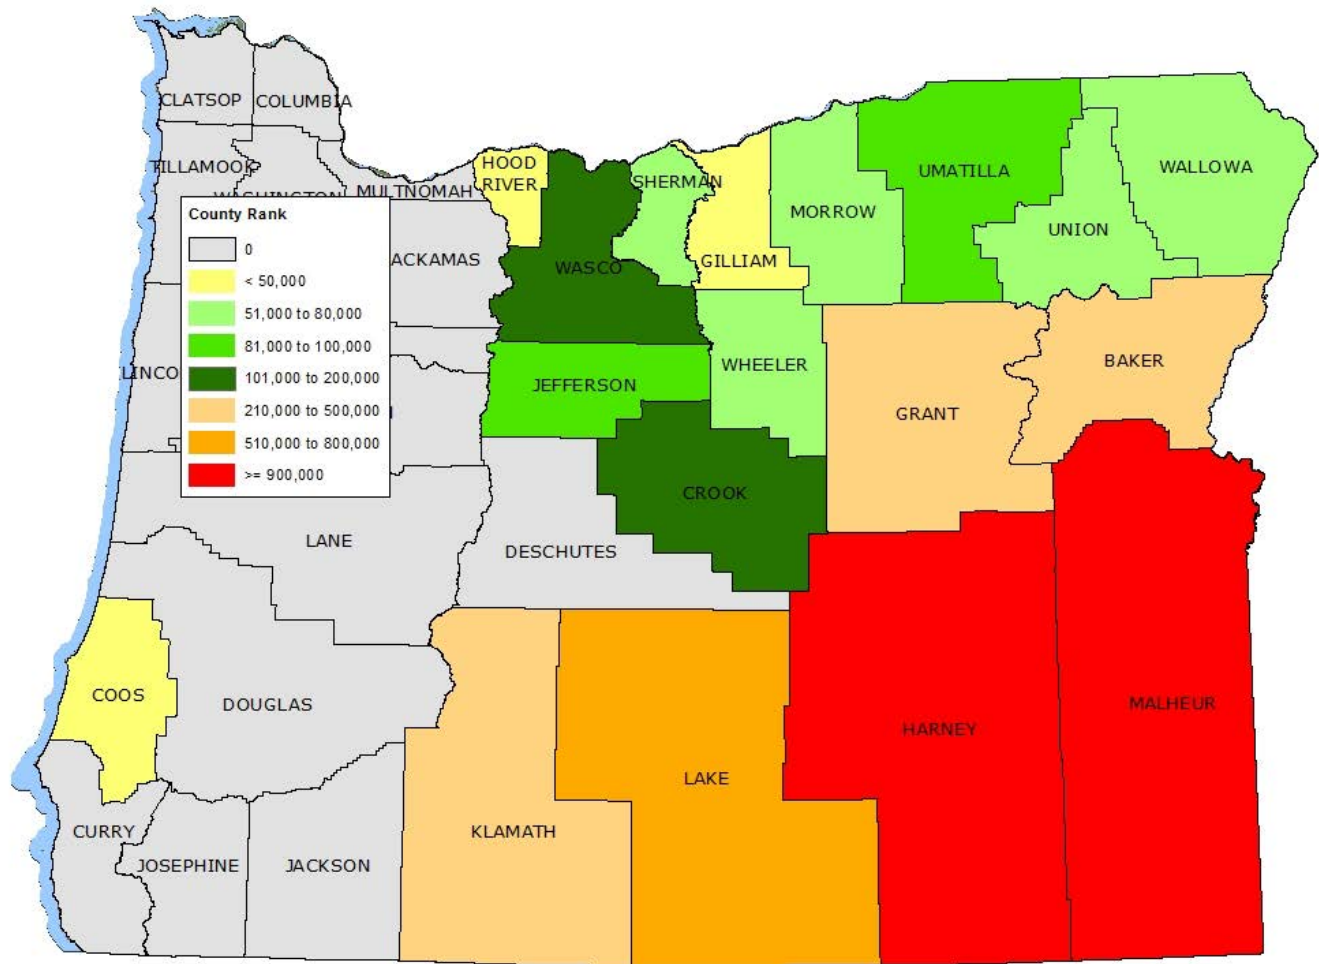 CLATSOP
COLUMBIA
TILLAMOOK
MULTNOMAH
HOOD
RIVER
SHERMAN
UMATILLA
WALLOWA
MORROW
UNION
County Rank
0
< 50,000
51,000 to 80,000
81,000 to 100,000
101,000 to 200,000
210,000 to 500,000
510,000 to 800,000
>= 900,000
ACKAMAS
WASCO
GILLIAM
LINCO
JEFFERSON
WHEELER
BAKER
GRANT
CROOK
LANE
DESCHUTES
COOS
DOUGLAS
HARNEY
MALHEUR
LAKE
CURRY
KLAMATH
JOSEPHINE
JACKSON